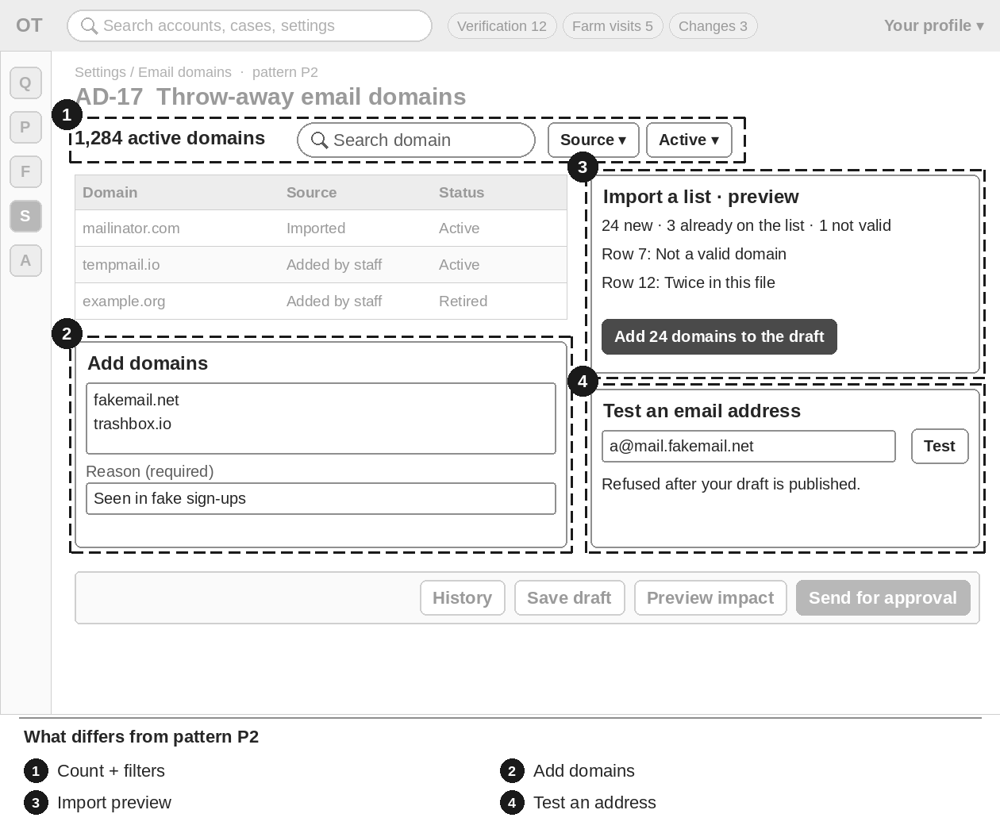 OT
Search accounts, cases, settings
Verification 12
Farm visits 5
Changes 3
Your profile ▾
Q
P
F
S
A
Settings / Email domains · pattern P2
AD-17 Throw-away email domains
1
1,284 active domains
Search domain
Source ▾
Active ▾
Domain Source Status
mailinator.com Imported Active
tempmail.io Added by staff Active
example.org Added by staff Retired
2
Add domains
fakemail.net
trashbox.io
Reason (required)
Seen in fake sign-ups
3
Import a list · preview
24 new · 3 already on the list · 1 not valid
Row 7: Not a valid domain
Row 12: Twice in this file
Add 24 domains to the draft
4
Test an email address
a@mail.fakemail.net
Test
Refused after your draft is published.
History
Save draft
Preview impact
Send for approval
What differs from pattern P2
1 Count + filters
2 Add domains
3 Import preview
4 Test an address